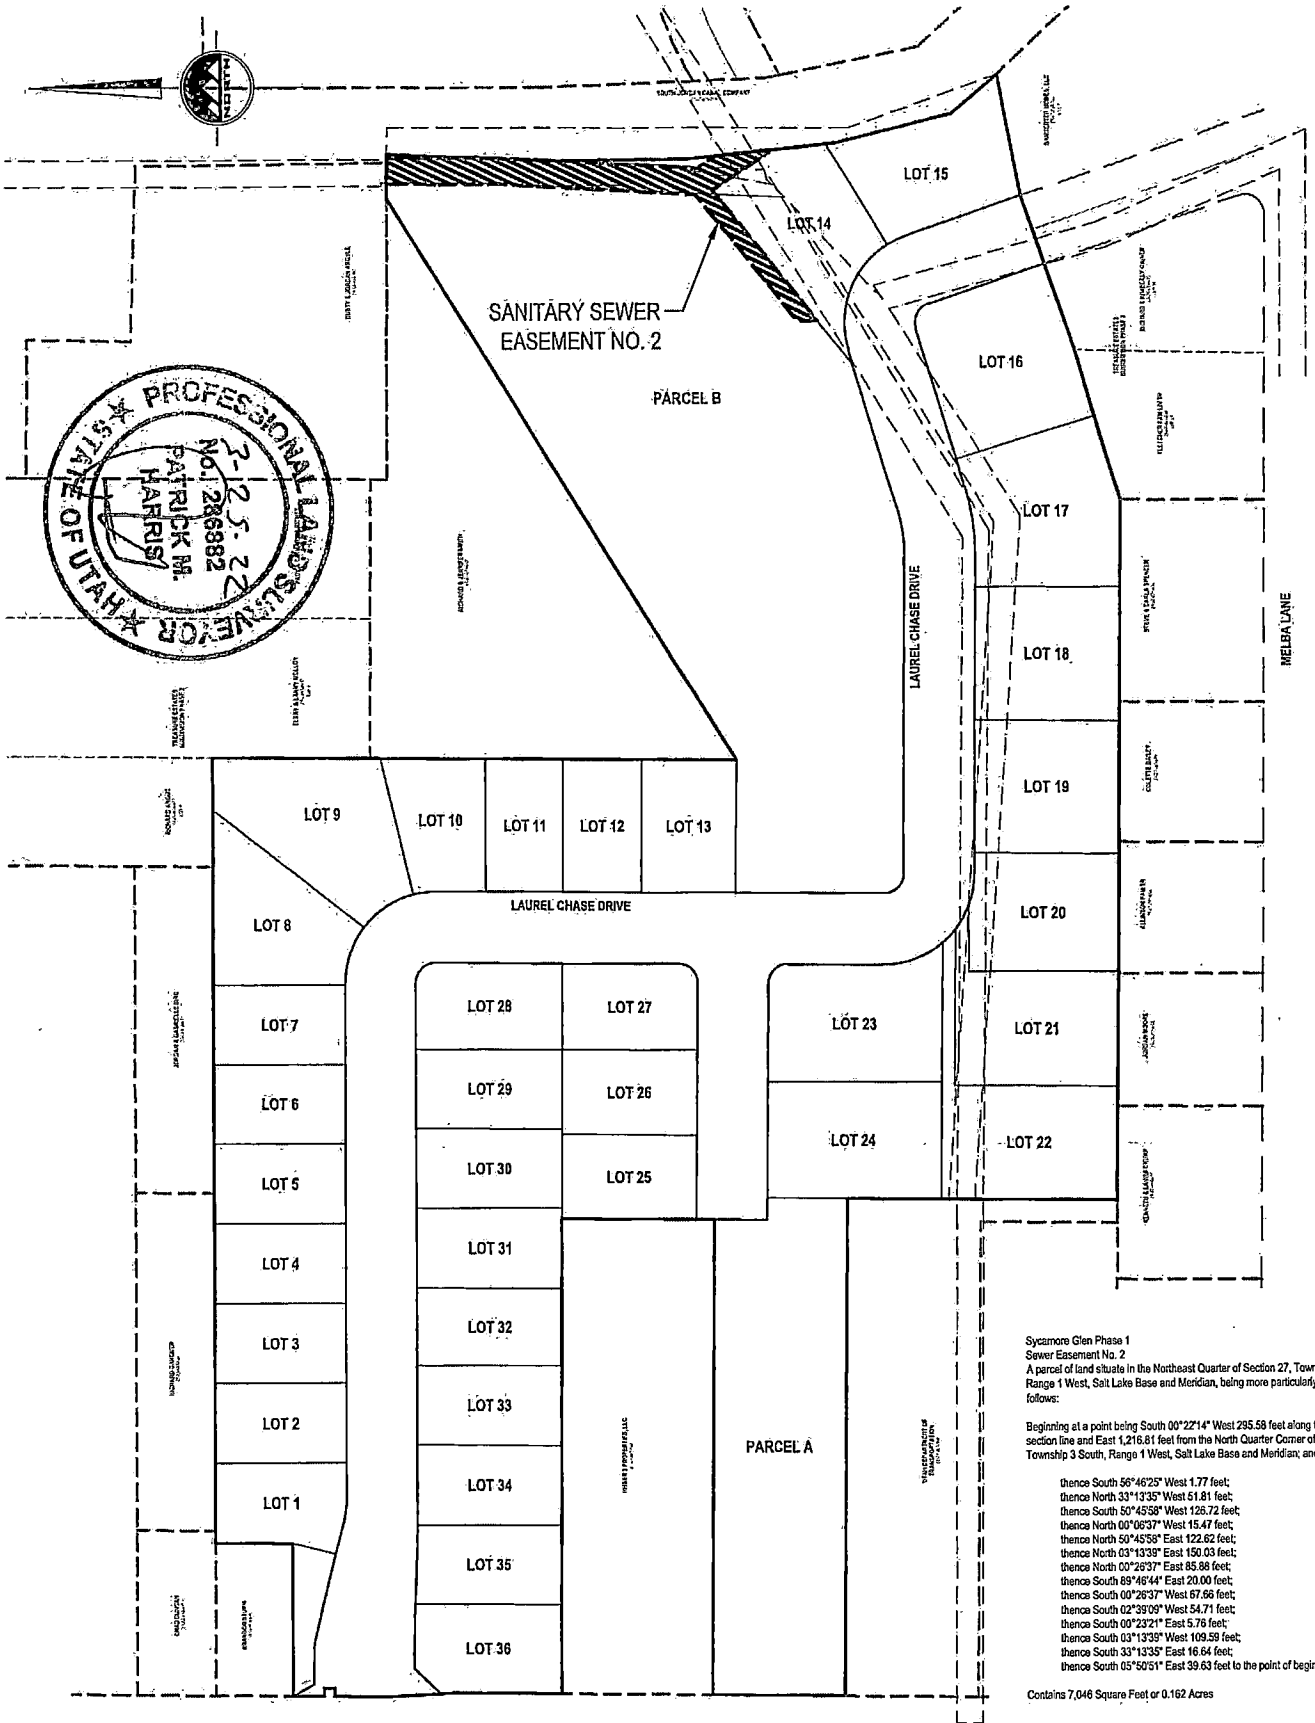 SOUTH JORDAN CANAL COMPANY
LOT 15
LOT 14
SANITARY SEWER
EASEMENT NO. 2
PARCEL B
LOT 16
LOT 17
LAUREL CHASE DRIVE
LOT 18
MELBA LANE
LOT 19
LOT 20
LOT 21
LOT 22
PROFESSIONAL LAND SURVEYOR
STATE OF UTAH
3-25-22
No. 286882
PATRICK M.
HARRIS
LOT 9
LOT 10
LOT 11
LOT 12
LOT 13
LAUREL CHASE DRIVE
LOT 8
LOT 7
LOT 6
LOT 5
LOT 4
LOT 3
LOT 2
LOT 1
LOT 28
LOT 27
LOT 29
LOT 26
LOT 30
LOT 25
LOT 31
LOT 32
LOT 33
LOT 34
LOT 35
LOT 36
LOT 23
LOT 24
PARCEL A
Sycamore Glen Phase 1
Sewer Easement No. 2
A parcel of land situate in the Northeast Quarter of Section 27, Town
Range 1 West, Salt Lake Base and Meridian, being more particularly
follows:
Beginning at a point being South 00°22'14" West 295.58 feet along
section line and East 1,216.81 feet from the North Quarter Corner of
Township 3 South, Range 1 West, Salt Lake Base and Meridian; and
thence South 56°46'25" West 1.77 feet;
thence North 33°13'35" West 51.81 feet;
thence South 50°45'58" West 126.72 feet;
thence North 00°06'37" West 15.47 feet;
thence North 50°45'58" East 122.62 feet;
thence North 03°13'39" East 150.03 feet;
thence North 00°26'37" East 85.88 feet;
thence South 89°46'44" East 20.00 feet;
thence South 00°26'37" West 67.66 feet;
thence South 02°39'09" West 54.71 feet;
thence South 00°23'21" East 5.76 feet;
thence South 03°13'39" West 109.59 feet;
thence South 33°13'35" East 16.64 feet;
thence South 05°50'51" East 39.63 feet to the point of begin
Contains 7,046 Square Feet or 0.162 Acres